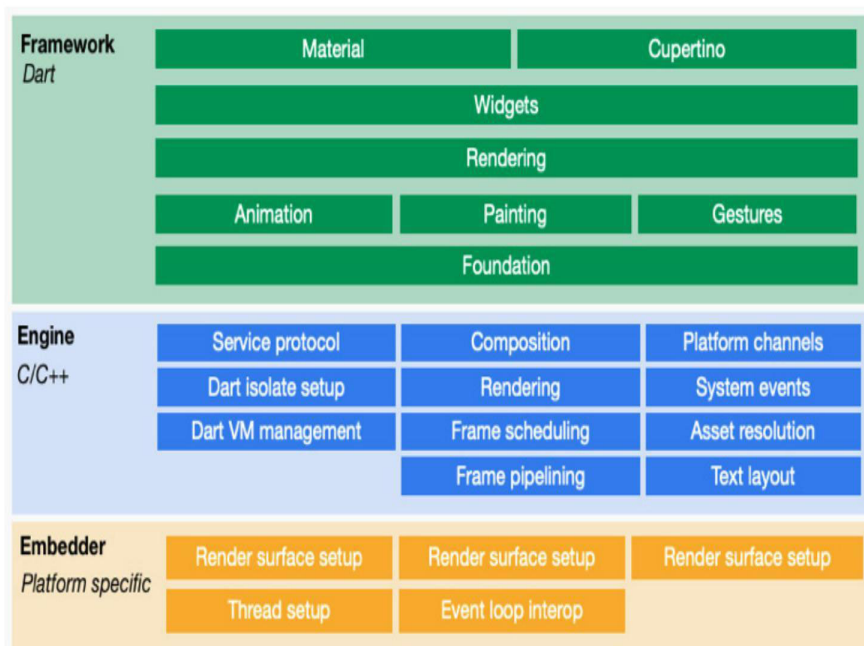 Framework
Dart
Material
Cupertino
Widgets
Rendering
Animation
Painting
Gestures
Foundation
Engine
C/C++
Service protocol
Composition
Platform channels
Dart isolate setup
Rendering
System events
Dart VM management
Frame scheduling
Asset resolution
Frame pipelining
Text layout
Embedder
Platform specific
Render surface setup
Render surface setup
Render surface setup
Thread setup
Event loop interop